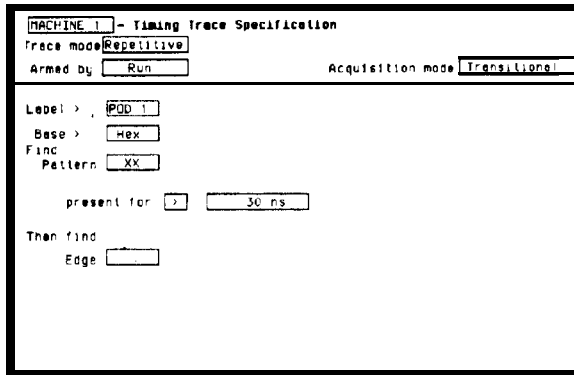 MACHINE 1 - Timing Trace Specification
Trace mode Repetitive
Armed by Run Acquisition mode Transitional
Label > POD 1
Base > Hex
Find
Pattern XX
present for > 30 ns
Then find
Edge